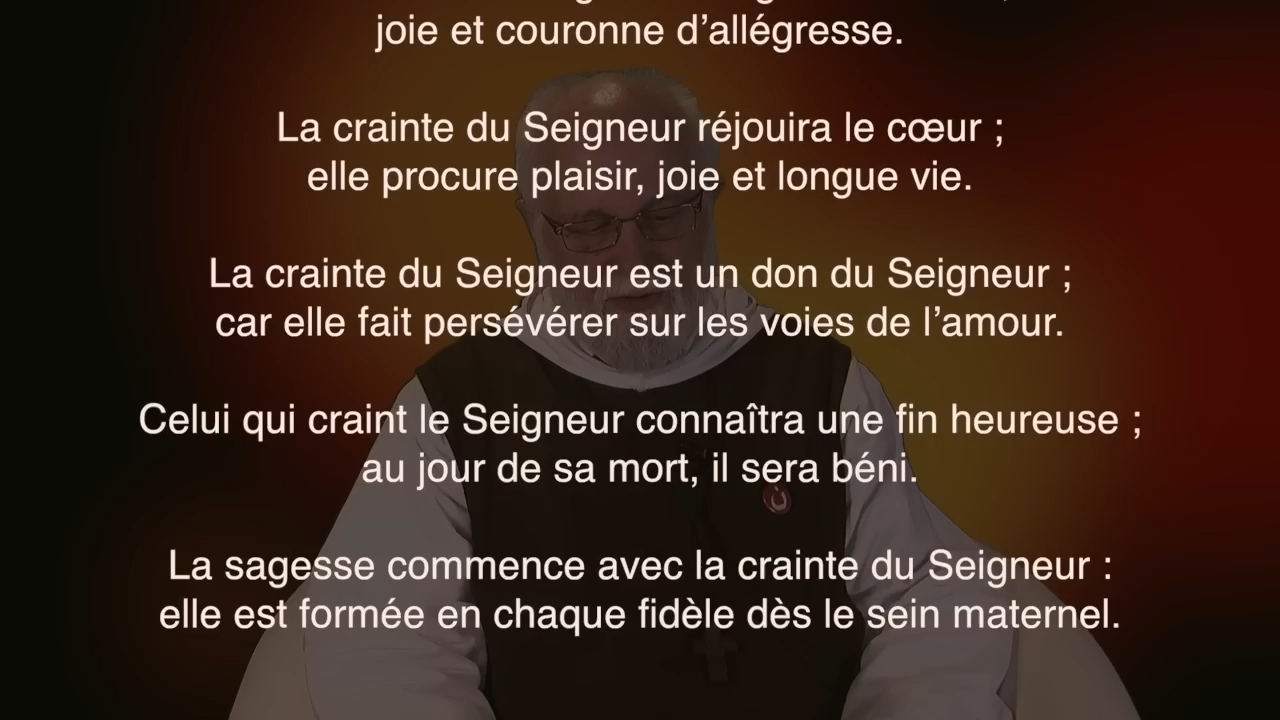 joie et couronne d’allégresse.
La crainte du Seigneur réjouira le cœur ;
elle procure plaisir, joie et longue vie.
La crainte du Seigneur est un don du Seigneur ;
car elle fait persévérer sur les voies de l’amour.
Celui qui craint le Seigneur connaîtra une fin heureuse ;
au jour de sa mort, il sera béni.
La sagesse commence avec la crainte du Seigneur :
elle est formée en chaque fidèle dès le sein maternel.